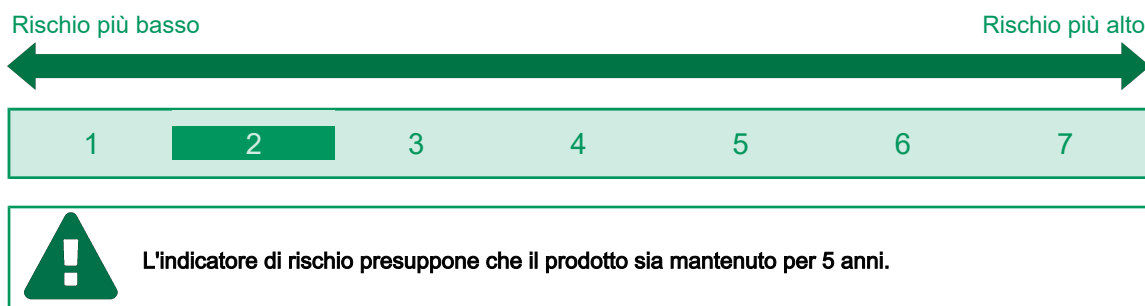 Rischio più basso Rischio più alto
1 2 3 4 5 6 7
L'indicatore di rischio presuppone che il prodotto sia mantenuto per 5 anni.